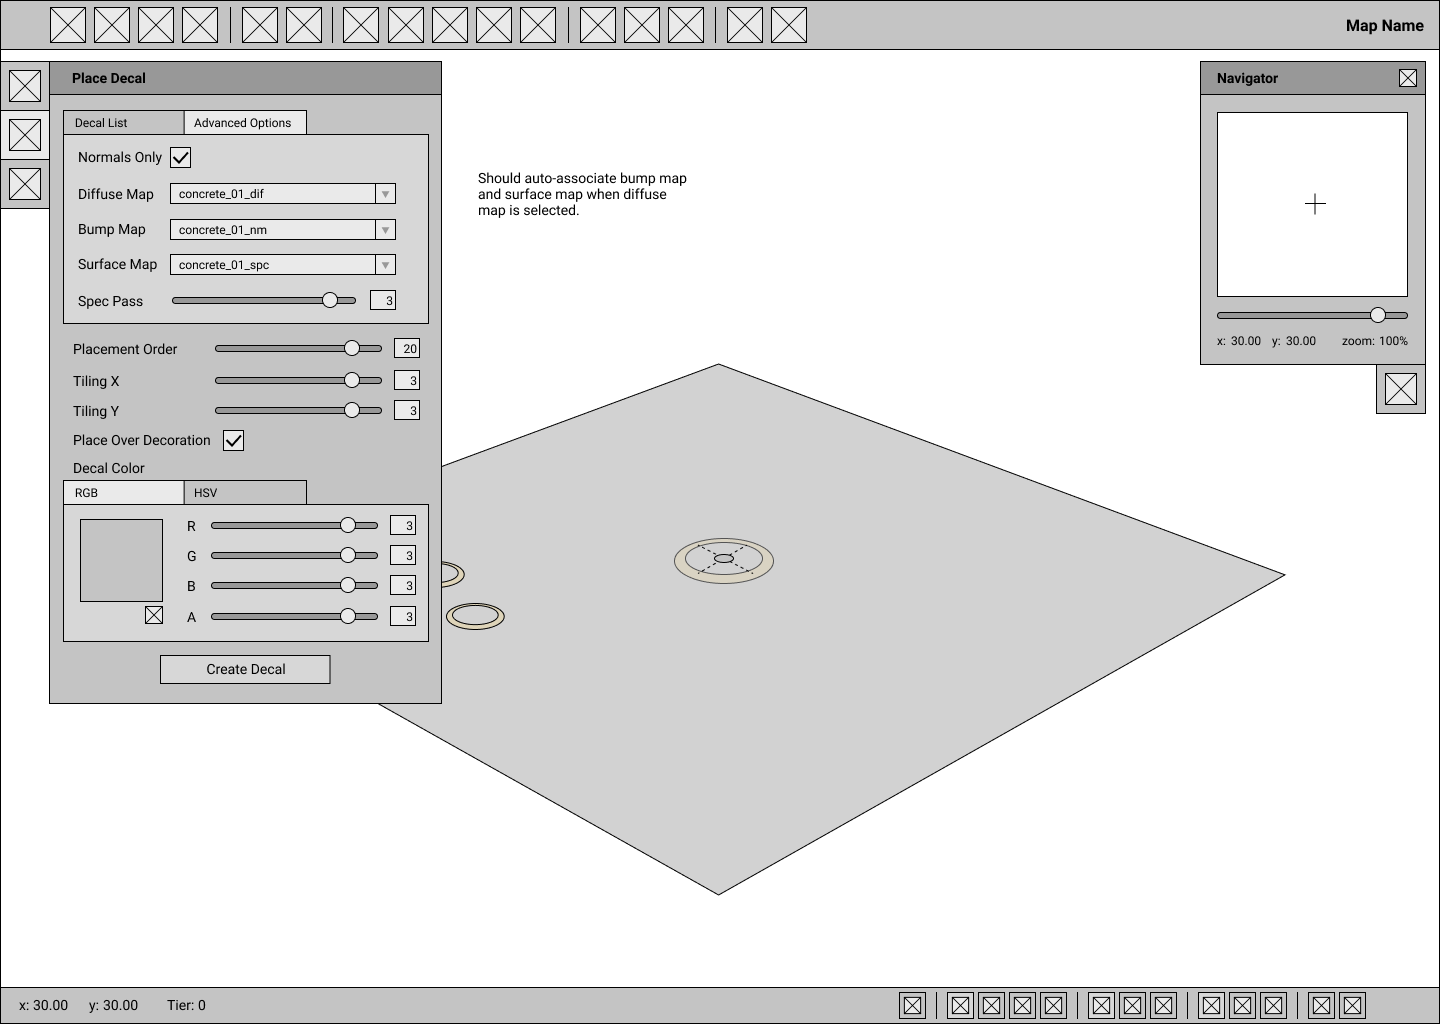 Map Name
Place Decal
Decal List
Advanced Options
Normals Only
Diffuse Map
concrete_01_dif
Bump Map
concrete_01_nm
Surface Map
concrete_01_spc
Spec Pass
3
Placement Order
20
Tiling X
3
Tiling Y
3
Place Over Decoration
Decal Color
RGB
HSV
R
3
G
3
B
3
A
3
Create Decal
Should auto-associate bump map
and surface map when diffuse
map is selected.
Navigator
x: 30.00 y: 30.00 zoom: 100%
x: 30.00 y: 30.00 Tier: 0